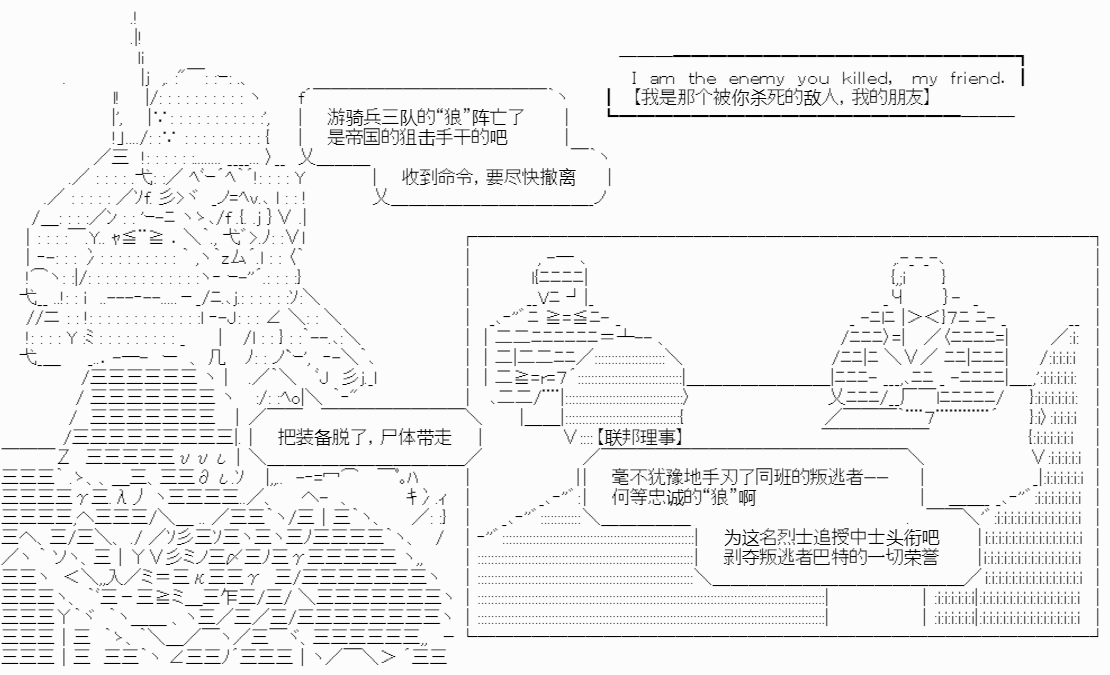 I am the enemy you killed, my friend.
【我是那个被你杀死的敌人, 我的朋友】
游骑兵三队的“狼”阵亡了
是帝国的狙击手干的吧
收到命令, 要尽快撤离
把装备脱了, 尸体带走
【联邦理事】
毫不犹豫地手刃了同班的叛逃者——
何等忠诚的“狼”啊
为这名烈士追授中士头衔吧
剥夺叛逃者巴特的一切荣誉